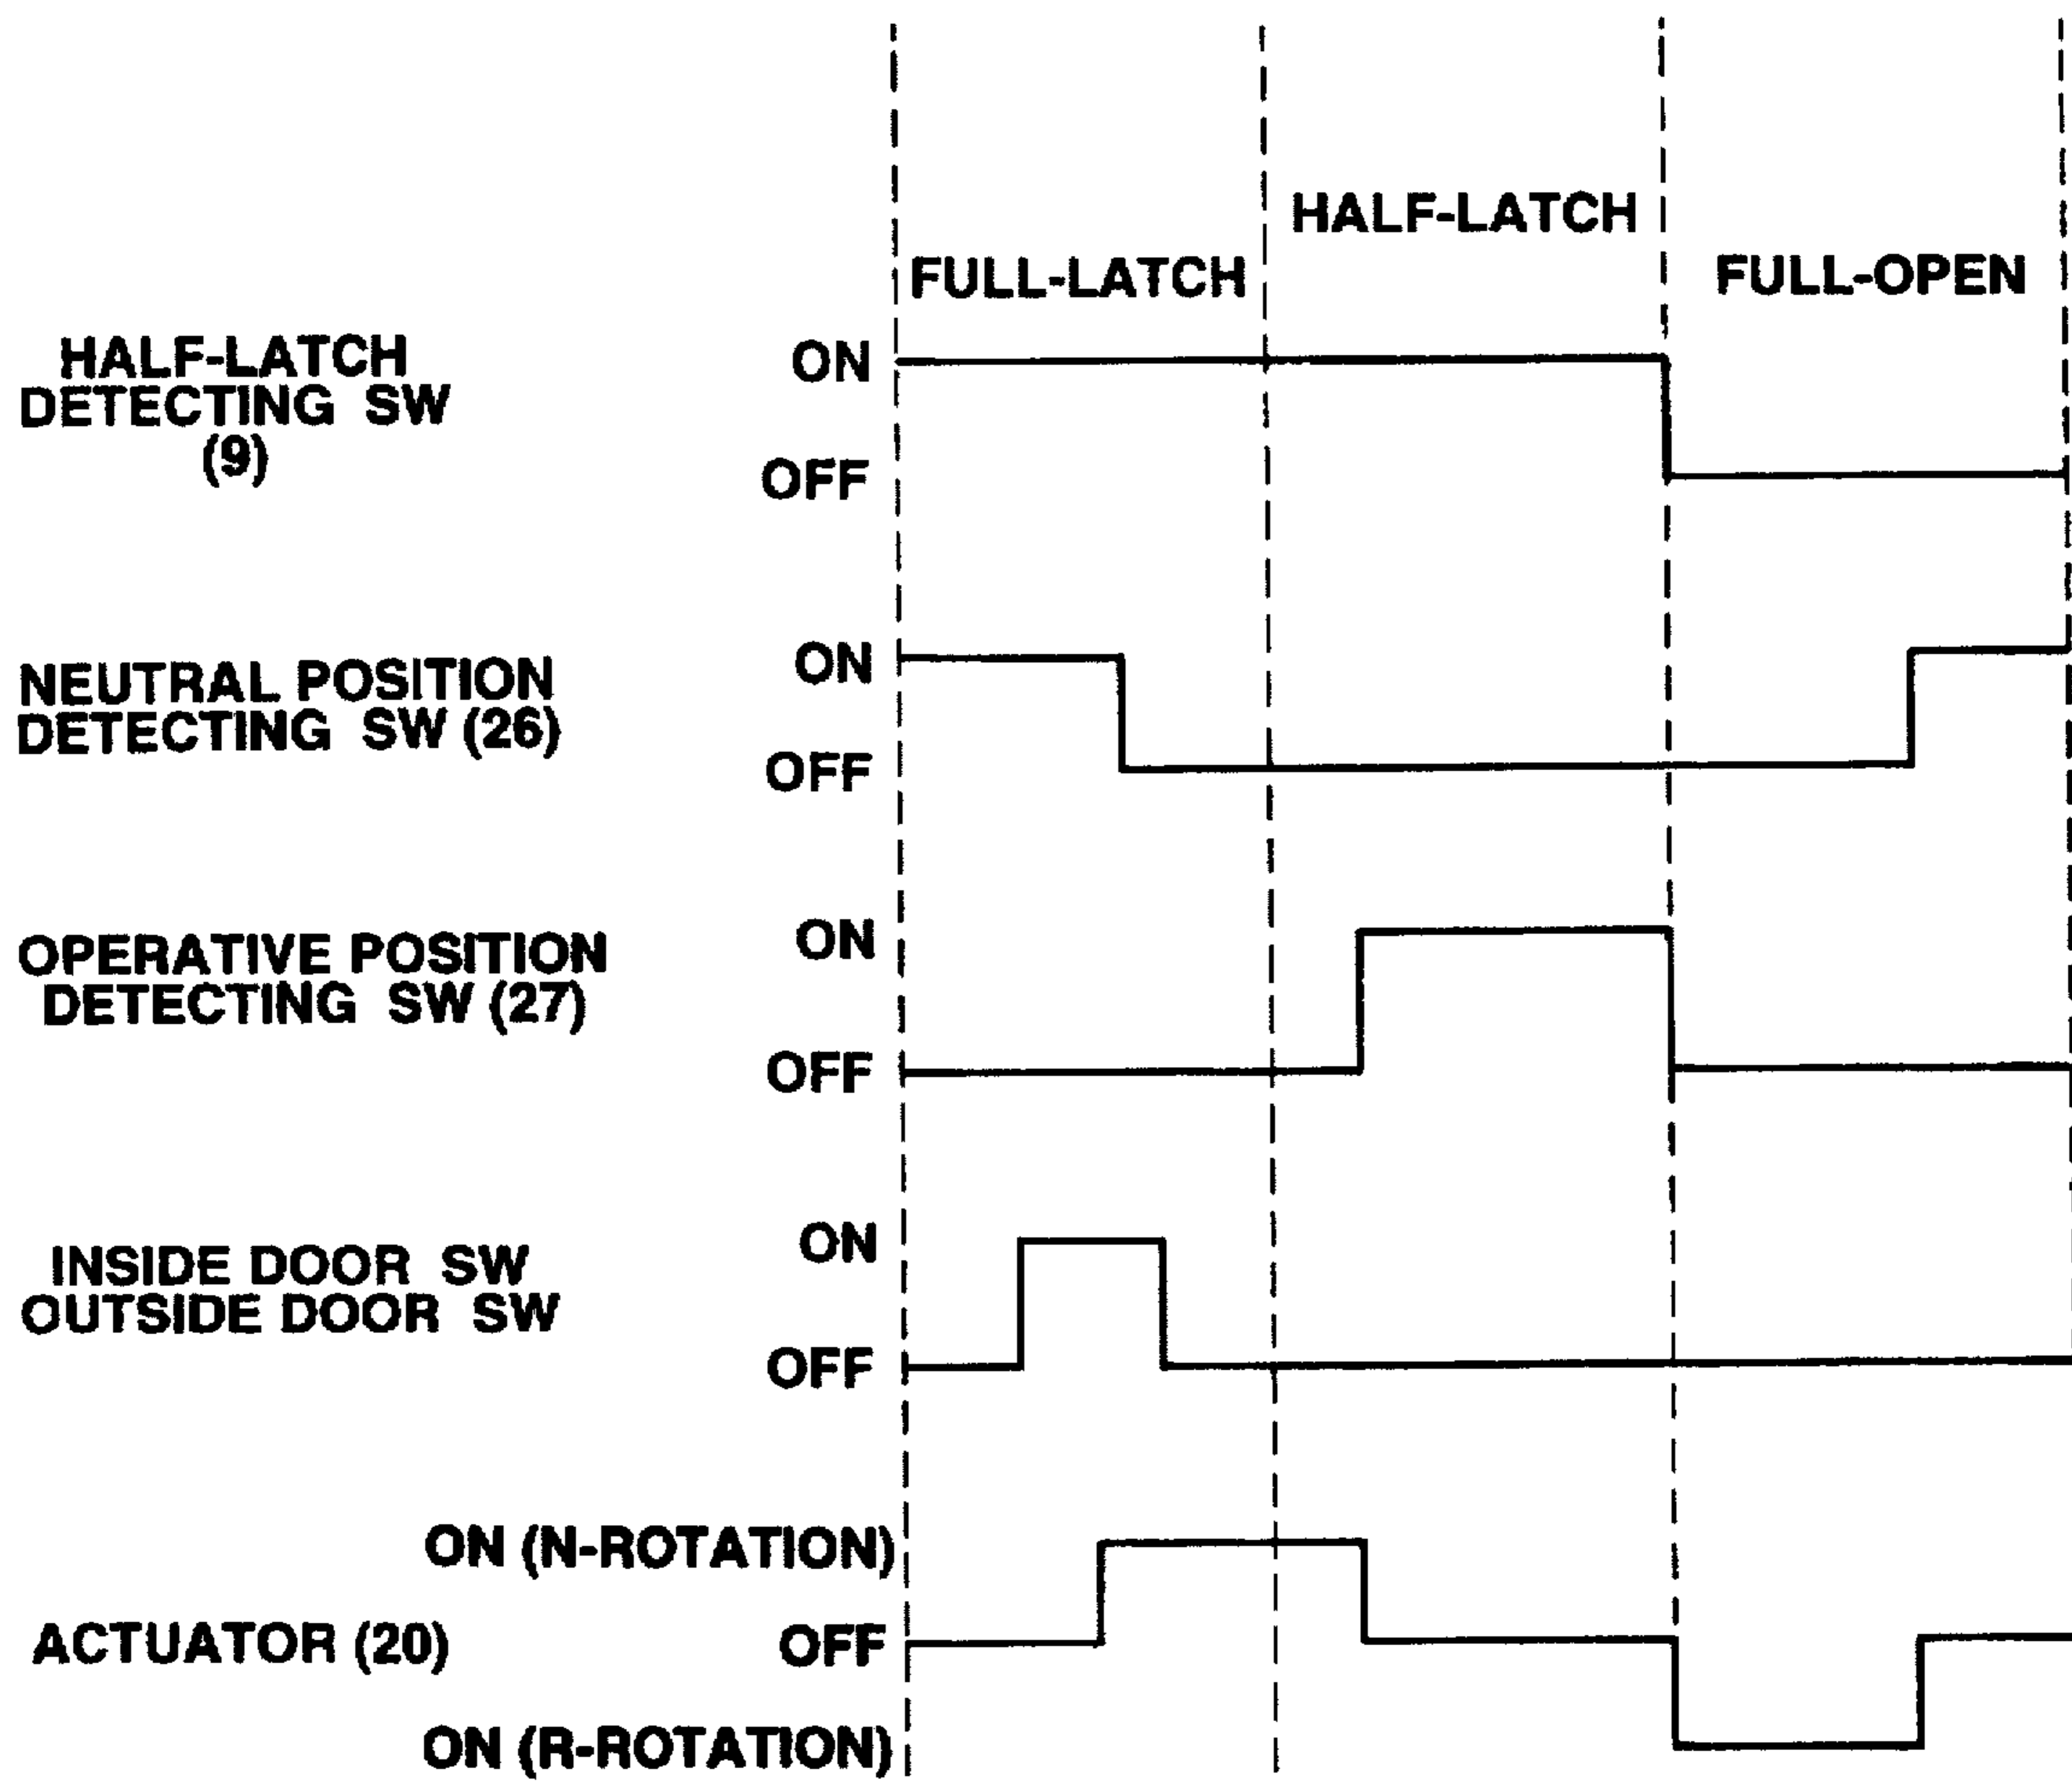 HALF-LATCH
FULL-LATCH
FULL-OPEN
HALF-LATCH
DETECTING SW
(9)
ON
OFF
NEUTRAL POSITION
DETECTING SW (26)
ON
OFF
OPERATIVE POSITION
DETECTING SW (27)
ON
OFF
INSIDE DOOR SW
OUTSIDE DOOR SW
ON
OFF
ON (N-ROTATION)
ACTUATOR (20)
OFF
ON (R-ROTATION)